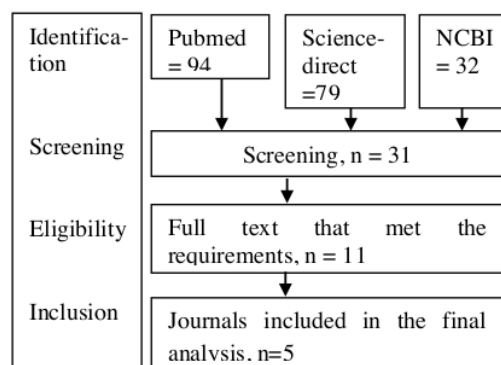 Identifica-
tion
Pubmed
= 94
Science-
direct
=79
NCBI
= 32
Screening
Screening, n = 31
Eligibility
Full text that met the
requirements, n = 11
Inclusion
Journals included in the final
analysis, n=5